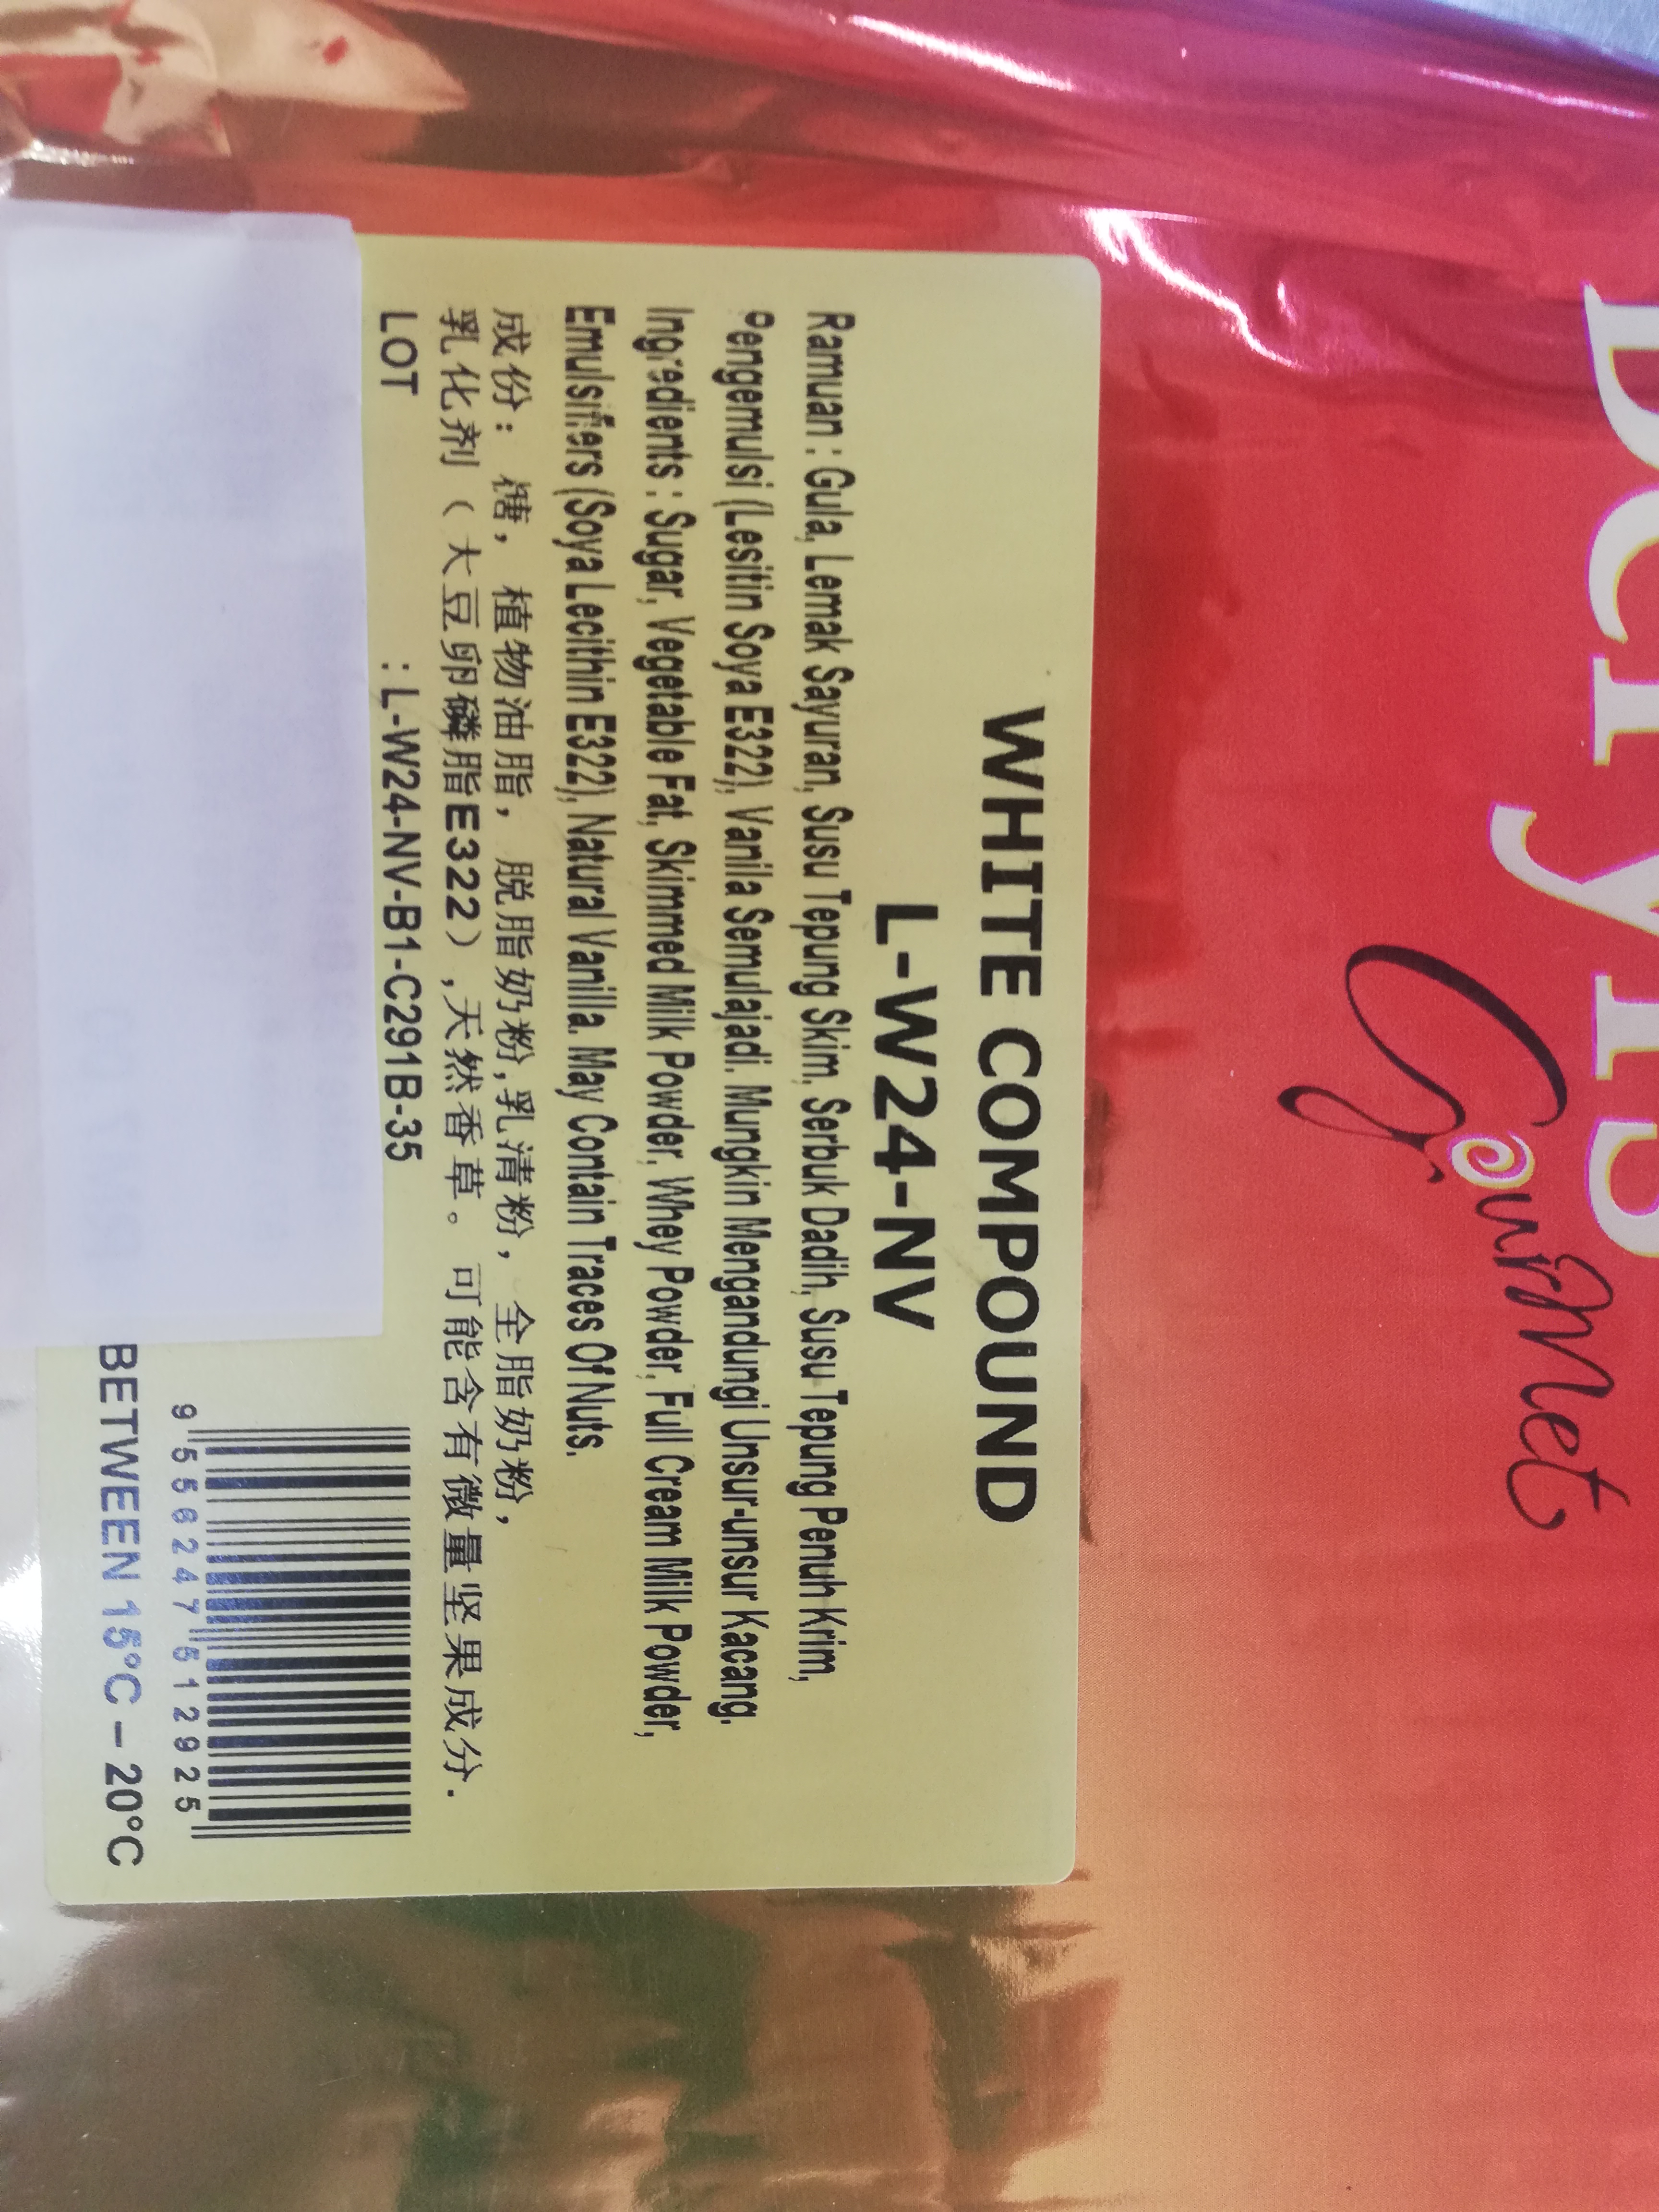 Beryl's
Gourmet
WHITE COMPOUND
L-W24-NV
Ramuan : Gula, Lemak Sayuran, Susu Tepung Skim, Serbuk Dadih, Susu Tepung Penuh Krim,
Pengemulsi (Lesitin Soya E322), Vanila Semulajadi. Mungkin Mengandungi Unsur-unsur Kacang.
Ingredients : Sugar, Vegetable Fat, Skimmed Milk Powder, Whey Powder, Full Cream Milk Powder,
Emulsifiers (Soya Lecithin E322), Natural Vanilla. May Contain Traces Of Nuts.
成份：糖，植物油脂，脱脂奶粉,乳清粉，全脂奶粉，
乳化剂（大豆卵磷脂E322）,天然香草。可能含有微量坚果成分.
LOT : L-W24-NV-B1-C291B-35
9 556247 512925
BETWEEN 15°C – 20°C